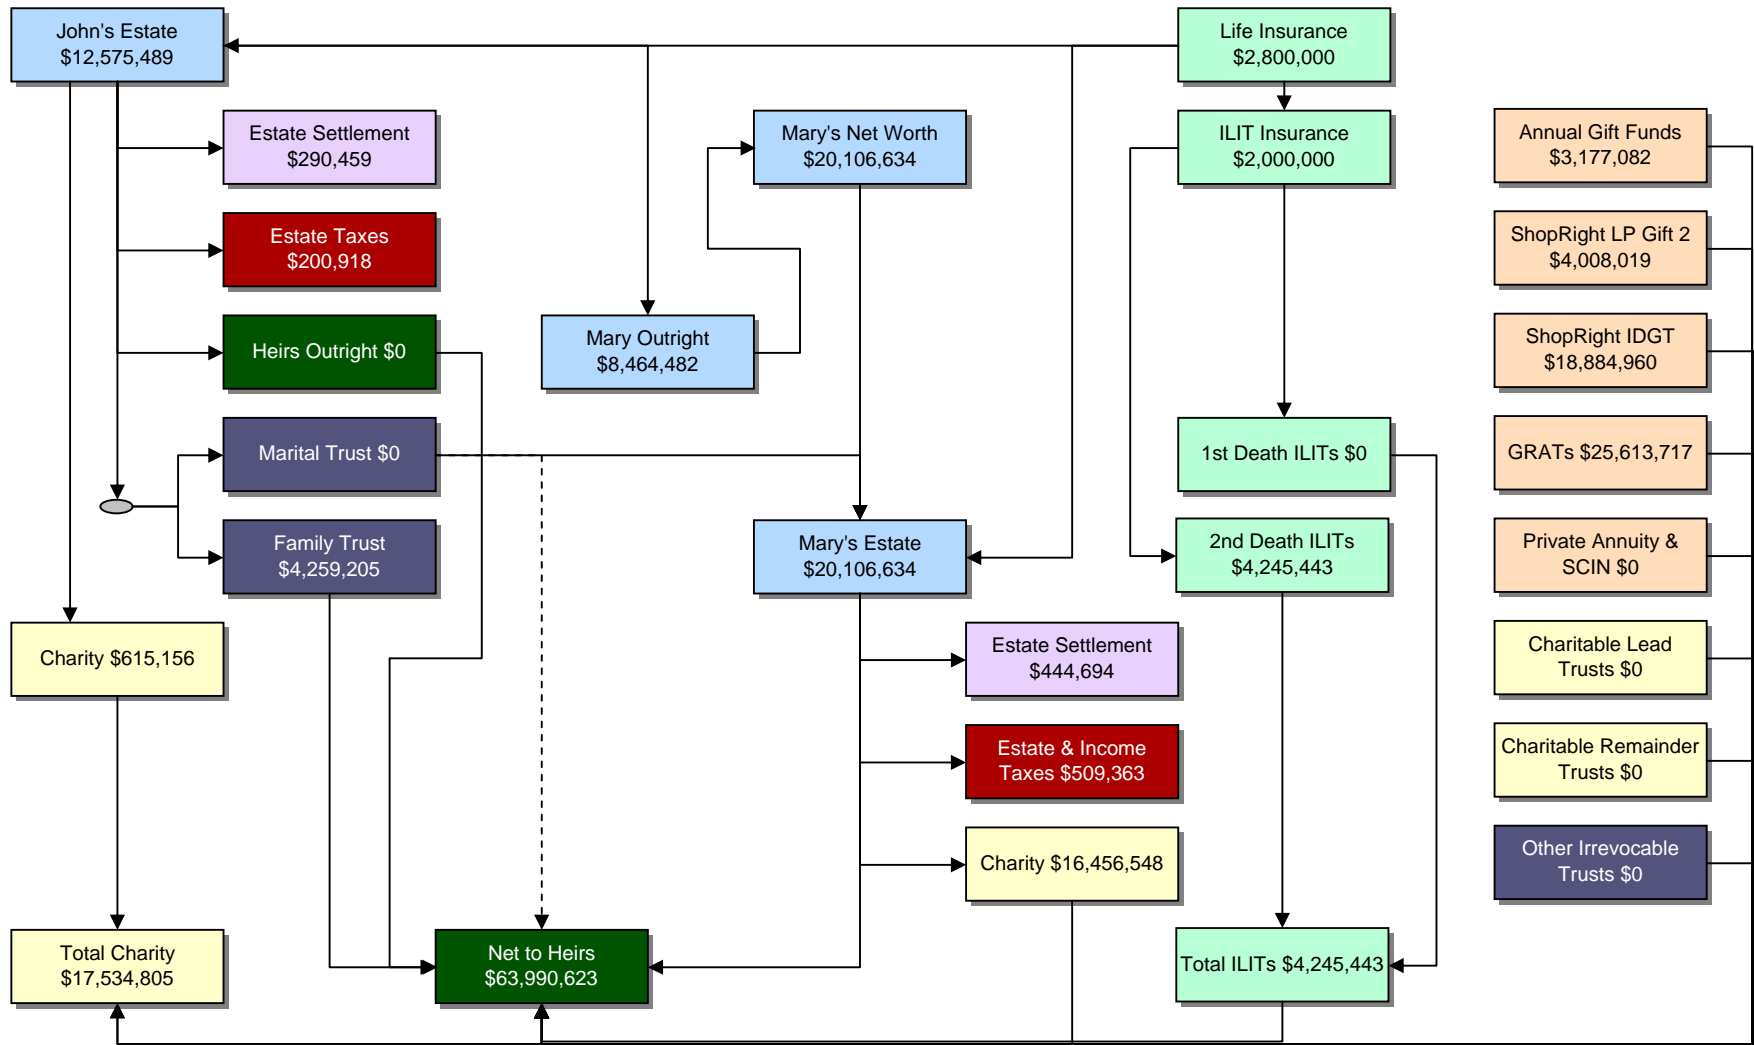 John's Estate
$12,575,489
Life Insurance
$2,800,000
Estate Settlement
$290,459
Mary's Net Worth
$20,106,634
ILIT Insurance
$2,000,000
Annual Gift Funds
$3,177,082
Estate Taxes
$200,918
ShopRight LP Gift 2
$4,008,019
Heirs Outright $0
Mary Outright
$8,464,482
ShopRight IDGT
$18,884,960
Marital Trust $0
1st Death ILITs $0
GRATs $25,613,717
Family Trust
$4,259,205
Mary's Estate
$20,106,634
2nd Death ILITs
$4,245,443
Private Annuity &
SCIN $0
Charity $615,156
Estate Settlement
$444,694
Charitable Lead
Trusts $0
Estate & Income
Taxes $509,363
Charitable Remainder
Trusts $0
Charity $16,456,548
Other Irrevocable
Trusts $0
Total Charity
$17,534,805
Net to Heirs
$63,990,623
Total ILITs $4,245,443